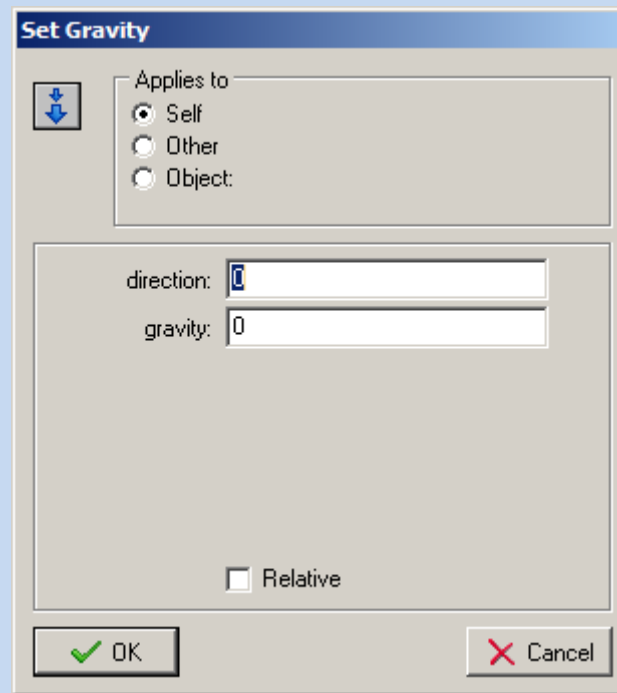 Set Gravity
Applies to
Self
Other
Object:
direction: 0
gravity: 0
Relative
OK
Cancel